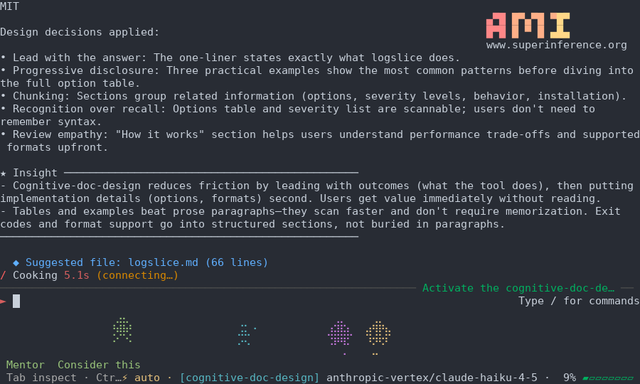 MIT
AMI
Design decisions applied:
www.superinference.org
• Lead with the answer: The one-liner states exactly what logslice does.
• Progressive disclosure: Three practical examples show the most common patterns before diving into
the full option table.
• Chunking: Sections group related information (options, severity levels, behavior, installation).
• Recognition over recall: Options table and severity list are scannable; users don't need to
remember syntax.
• Review empathy: "How it works" section helps users understand performance trade-offs and supported
formats upfront.
★ Insight
- Cognitive-doc-design reduces friction by leading with outcomes (what the tool does), then putting
implementation details (options, formats) second. Users get value immediately without reading.
- Tables and examples beat prose paragraphs—they scan faster and don't require memorization. Exit
codes and format support go into structured sections, not buried in paragraphs.
◆ Suggested file: logslice.md (66 lines)
/ Cooking 5.1s (connecting…)
Activate the cognitive-doc-de…
► Type / for commands
Mentor Consider this
Tab inspect · Ctr…⚡ auto · [cognitive-doc-design] anthropic-vertex/claude-haiku-4-5 · 9% ▰▱▱▱▱▱▱▱